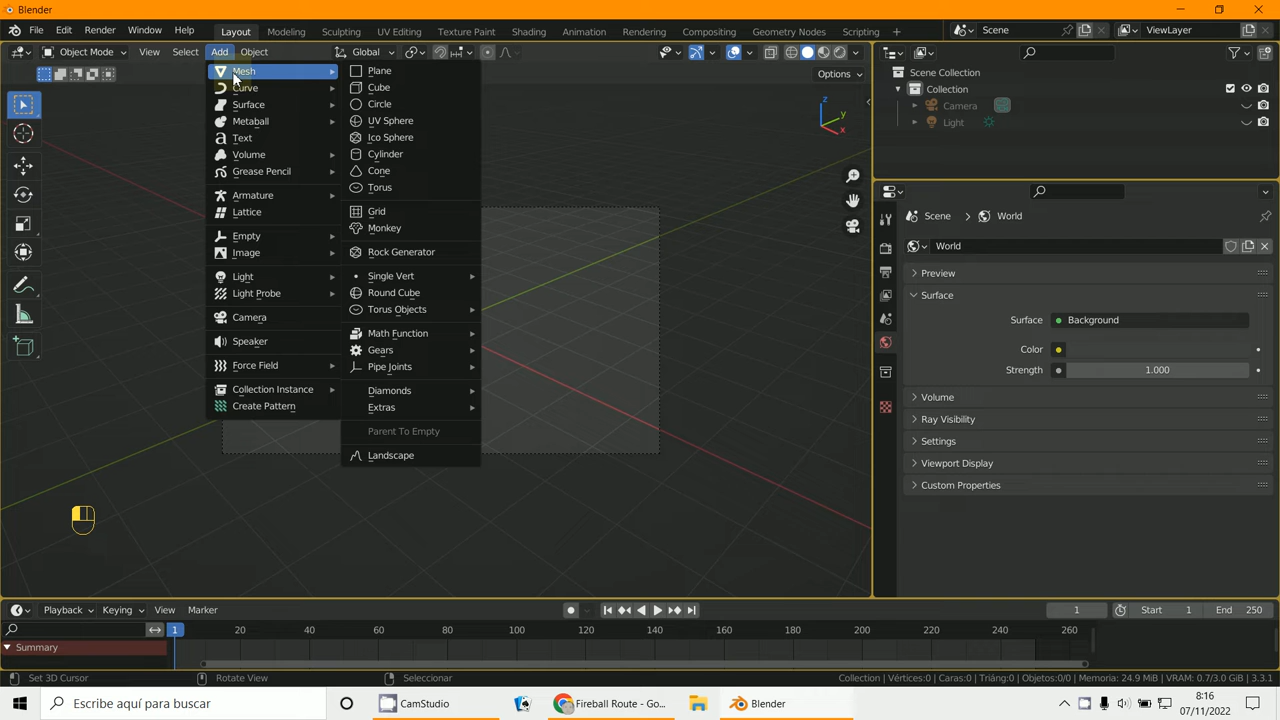 Blender
File Edit Render Window Help Layout Modeling Sculpting UV Editing Texture Paint Shading Animation Rendering Compositing Geometry Nodes Scripting Scene ViewLayer
Object Mode View Select Add Object Global
Options
Mesh
Curve
Surface
Metaball
Text
Volume
Grease Pencil
Armature
Lattice
Empty
Image
Light
Light Probe
Camera
Speaker
Force Field
Collection Instance
Create Pattern
Plane
Cube
Circle
UV Sphere
Ico Sphere
Cylinder
Cone
Torus
Grid
Monkey
Rock Generator
Single Vert
Round Cube
Torus Objects
Math Function
Gears
Pipe Joints
Diamonds
Extras
Parent To Empty
Landscape
Z
Y
X
Scene Collection
Collection
Camera
Light
Scene > World
World
Preview
Surface
Surface Background
Color
Strength 1.000
Volume
Ray Visibility
Settings
Viewport Display
Custom Properties
Playback Keying View Marker 1 Start 1 End 250
1 20 40 60 80 100 120 140 160 180 200 220 240 260
Summary
Set 3D Cursor Rotate View Seleccionar Collection | Vértices:0 | Caras:0 | Triáng:0 | Objetos:0/0 | Memoria: 24.9 MiB | VRAM: 0.7/3.0 GiB | 3.3.1
Escribe aquí para buscar CamStudio Fireball Route - Go... Blender 8:16
07/11/2022